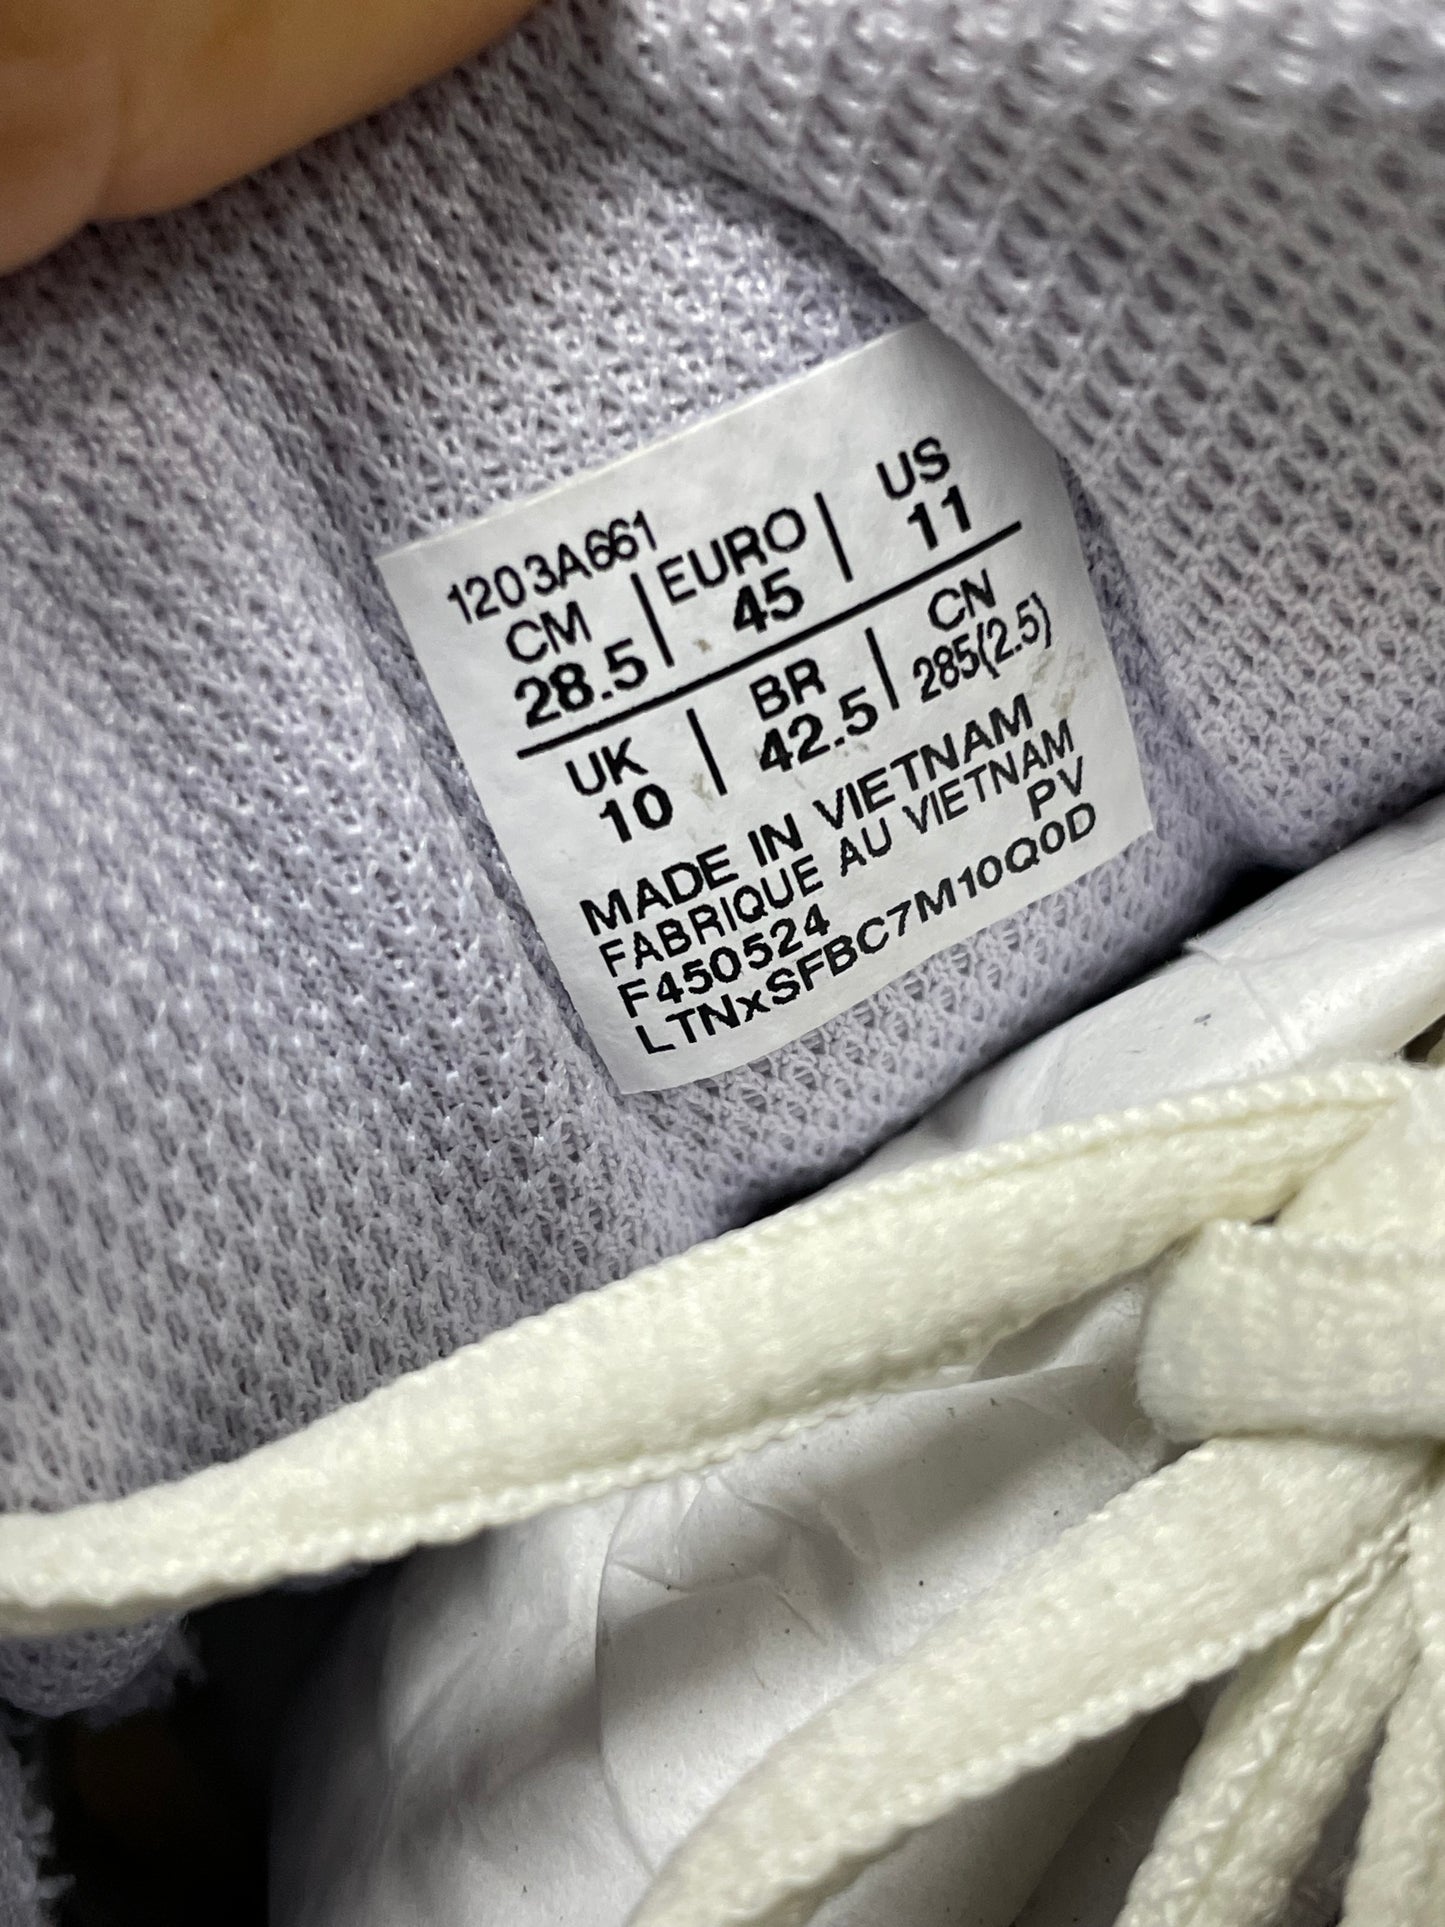 1203A661
CM | EURO | US
28.5 | 45 | 11
UK | BR | CN
10 | 42.5 | 285(2.5)
MADE IN VIETNAM
FABRIQUE AU VIETNAM
F450524 PV
LTNxSFBC7M10Q0D